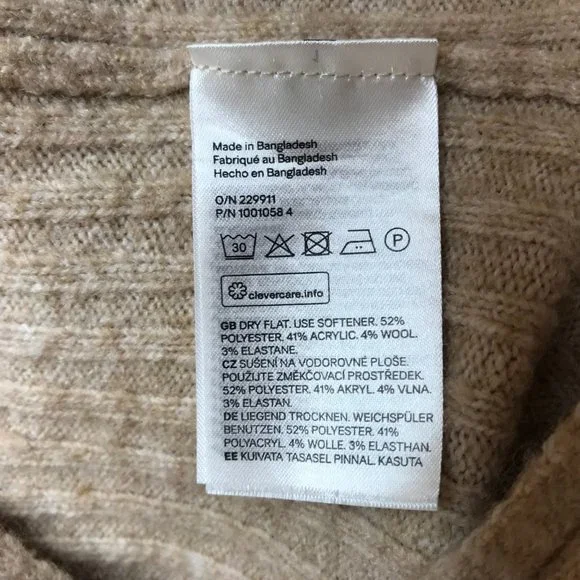 Made in Bangladesh
Fabriqué au Bangladesh
Hecho en Bangladesh
O/N 229911
P/N 1001058 4
30
P
clevercare.info
GB DRY FLAT. USE SOFTENER. 52%
POLYESTER. 41% ACRYLIC. 4% WOOL.
3% ELASTANE.
CZ SUŠENÍ NA VODOROVNÉ PLOŠE.
POUŽIJTE ZMĚKČOVACÍ PROSTŘEDEK.
52% POLYESTER. 41% AKRYL. 4% VLNA.
3% ELASTAN.
DE LIEGEND TROCKNEN. WEICHSPÜLER
BENUTZEN. 52% POLYESTER. 41%
POLYACRYL. 4% WOLLE. 3% ELASTHAN.
EE KUIVATA TASASEL PINNAL. KASUTA